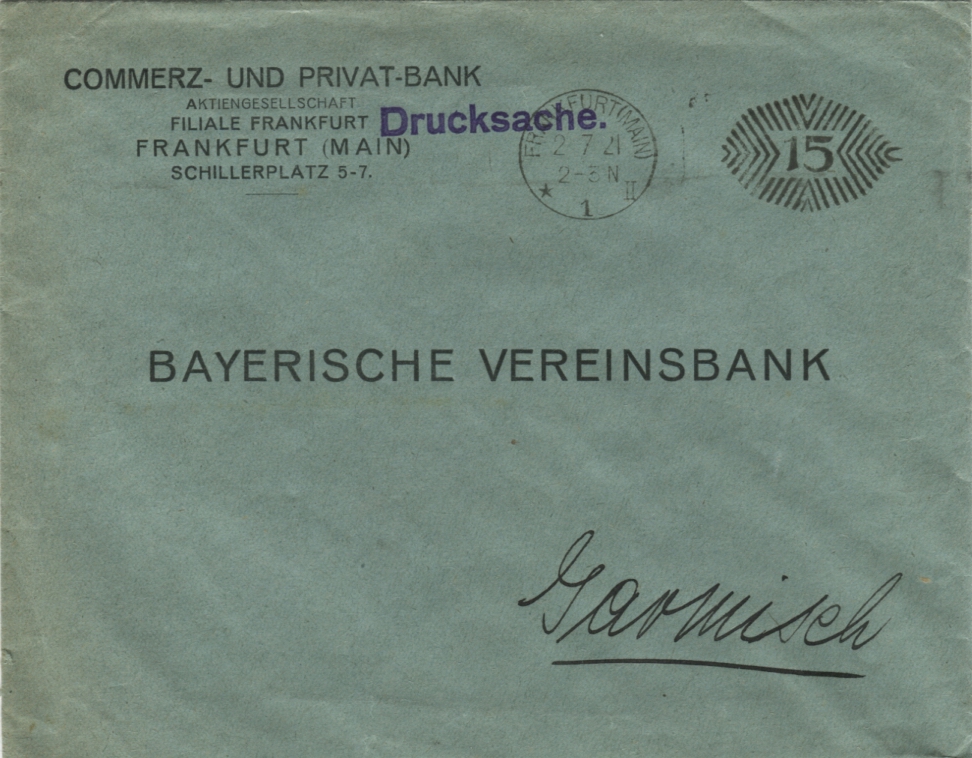 COMMERZ- UND PRIVAT-BANK
AKTIENGESELLSCHAFT
FILIALE FRANKFURT
FRANKFURT (MAIN)
SCHILLERPLATZ 5-7.
Drucksache.
FRANKFURT (MAIN)
2 7 21
2-3 N
★ 1 II
15
BAYERISCHE VEREINSBANK
Garmisch